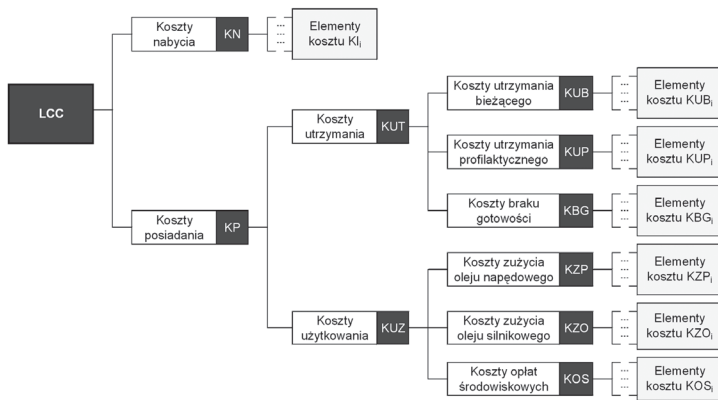 LCC
Koszty
nabycia
KN
...
...
...
Elementy
kosztu KIi
Koszty
posiadania
KP
Koszty
utrzymania
KUT
Koszty utrzymania
bieżącego
KUB
...
...
...
Elementy
kosztu KUBi
Koszty utrzymania
profilaktycznego
KUP
...
...
...
Elementy
kosztu KUPi
Koszty braku
gotowości
KBG
...
...
...
Elementy
kosztu KBGi
Koszty
użytkowania
KUZ
Koszty zużycia
oleju napędowego
KZP
...
...
...
Elementy
kosztu KZPi
Koszty zużycia
oleju silnikowego
KZO
...
...
...
Elementy
kosztu KZOi
Koszty opłat
środowiskowych
KOS
...
...
...
Elementy
kosztu KOSi